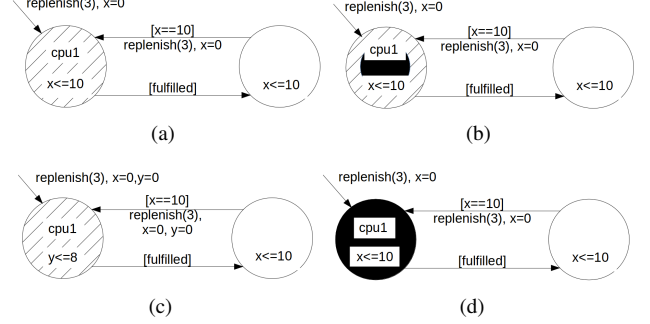 replenish(3), x=0
[x==10]
replenish(3), x=0
cpu1
x<=10
x<=10
[fulfilled]
(a)
replenish(3), x=0
[x==10]
replenish(3), x=0
cpu1
x<=10
x<=10
[fulfilled]
(b)
replenish(3), x=0,y=0
[x==10]
replenish(3),
x=0, y=0
cpu1
y<=8
x<=10
[fulfilled]
(c)
replenish(3), x=0
[x==10]
replenish(3), x=0
cpu1
x<=10
x<=10
[fulfilled]
(d)